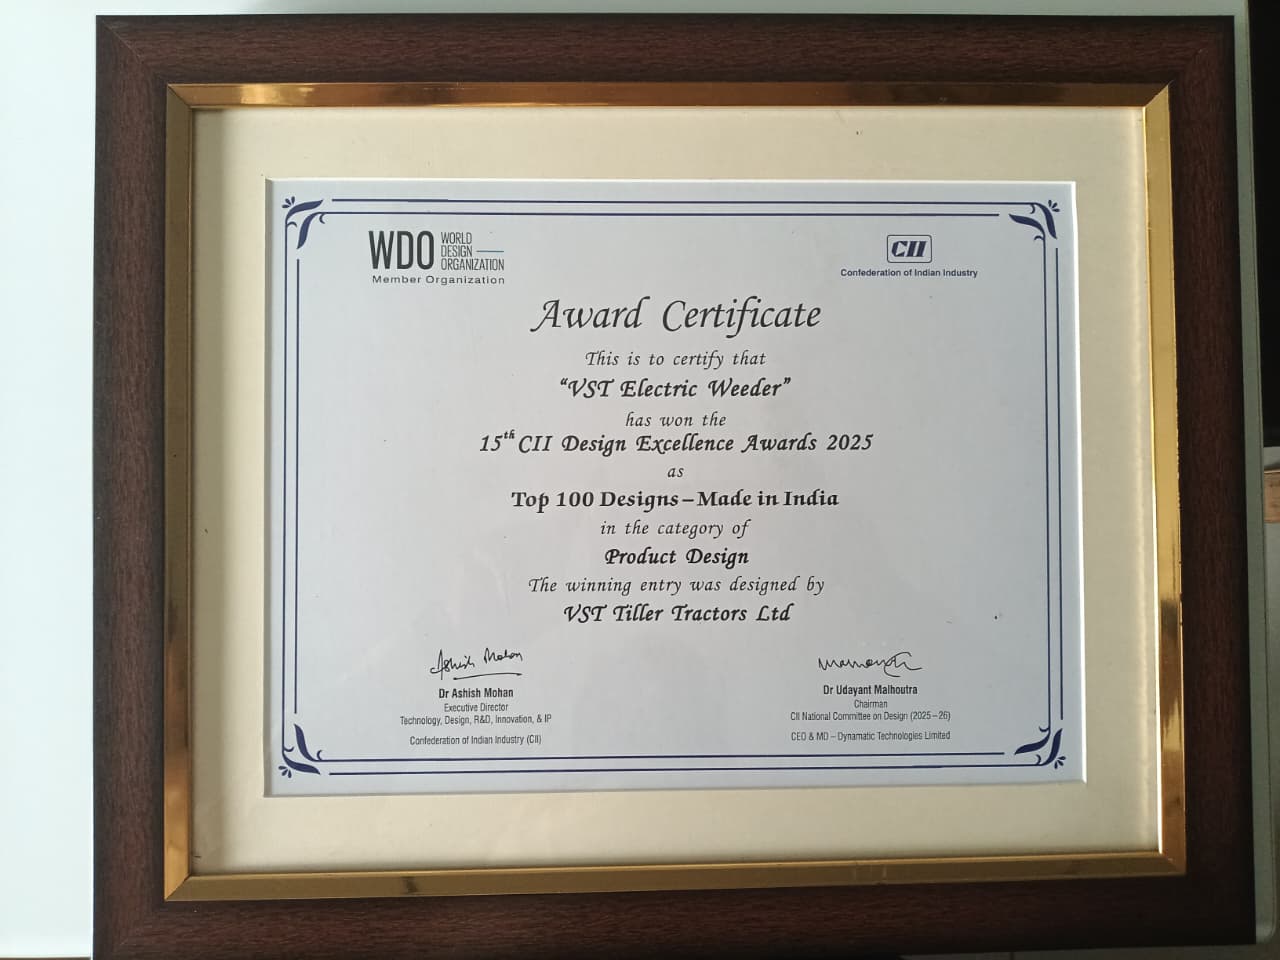 WDO WORLD DESIGN ORGANIZATION
Member Organization
CII
Confederation of Indian Industry
Award Certificate
This is to certify that
“VST Electric Weeder”
has won the
15th CII Design Excellence Awards 2025
as
Top 100 Designs – Made in India
in the category of
Product Design
The winning entry was designed by
VST Tiller Tractors Ltd
Ashish Mohan
Dr Ashish Mohan
Executive Director
Technology, Design, R&D, Innovation, & IP
Confederation of Indian Industry (CII)
Dr Udayant Malhoutra
Chairman
CII National Committee on Design (2025 – 26)
CEO & MD – Dynamatic Technologies Limited